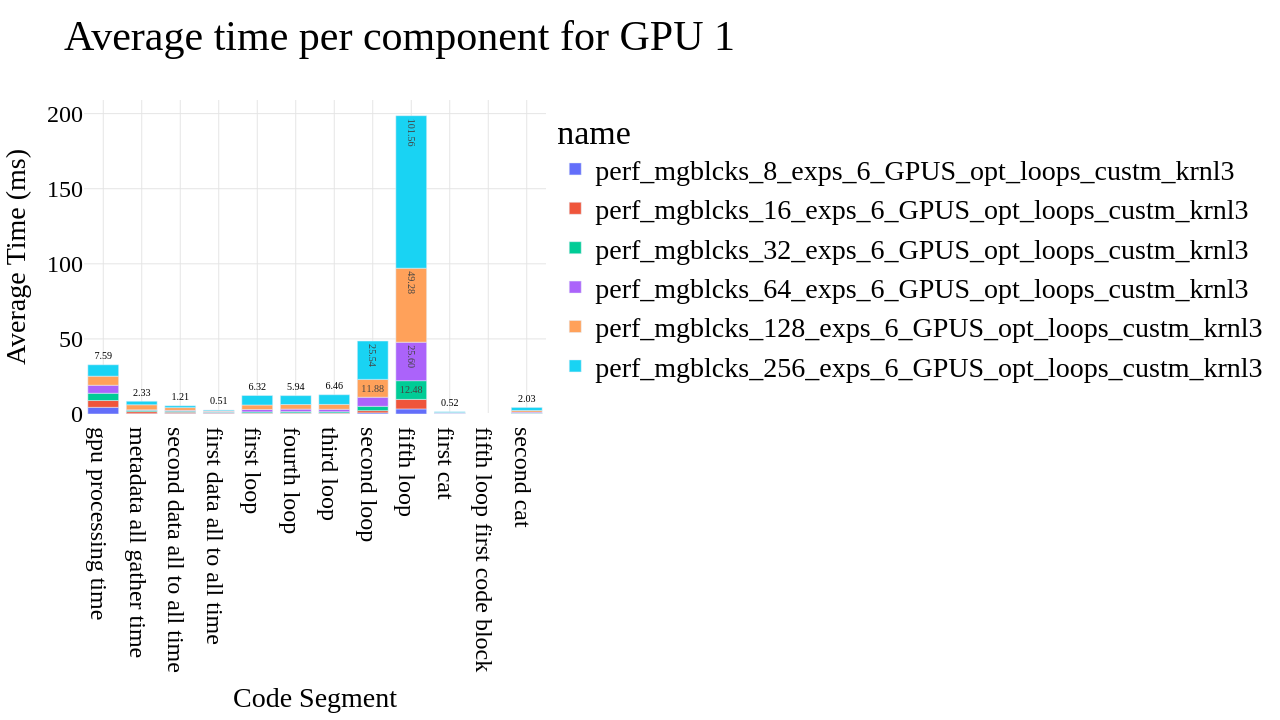 Average time per component for GPU 1
name
perf_mgblcks_8_exps_6_GPUS_opt_loops_custm_krnl3
perf_mgblcks_16_exps_6_GPUS_opt_loops_custm_krnl3
perf_mgblcks_32_exps_6_GPUS_opt_loops_custm_krnl3
perf_mgblcks_64_exps_6_GPUS_opt_loops_custm_krnl3
perf_mgblcks_128_exps_6_GPUS_opt_loops_custm_krnl3
perf_mgblcks_256_exps_6_GPUS_opt_loops_custm_krnl3
Average Time (ms)
200
150
100
50
0
7.59
2.33
1.21
0.51
6.32
5.94
6.46
25.54
11.88
101.56
49.28
25.60
12.48
0.52
2.03
gpu processing time
metadata all gather time
second data all to all time
first data all to all time
first loop
fourth loop
third loop
second loop
fifth loop
first cat
fifth loop first code block
second cat
Code Segment